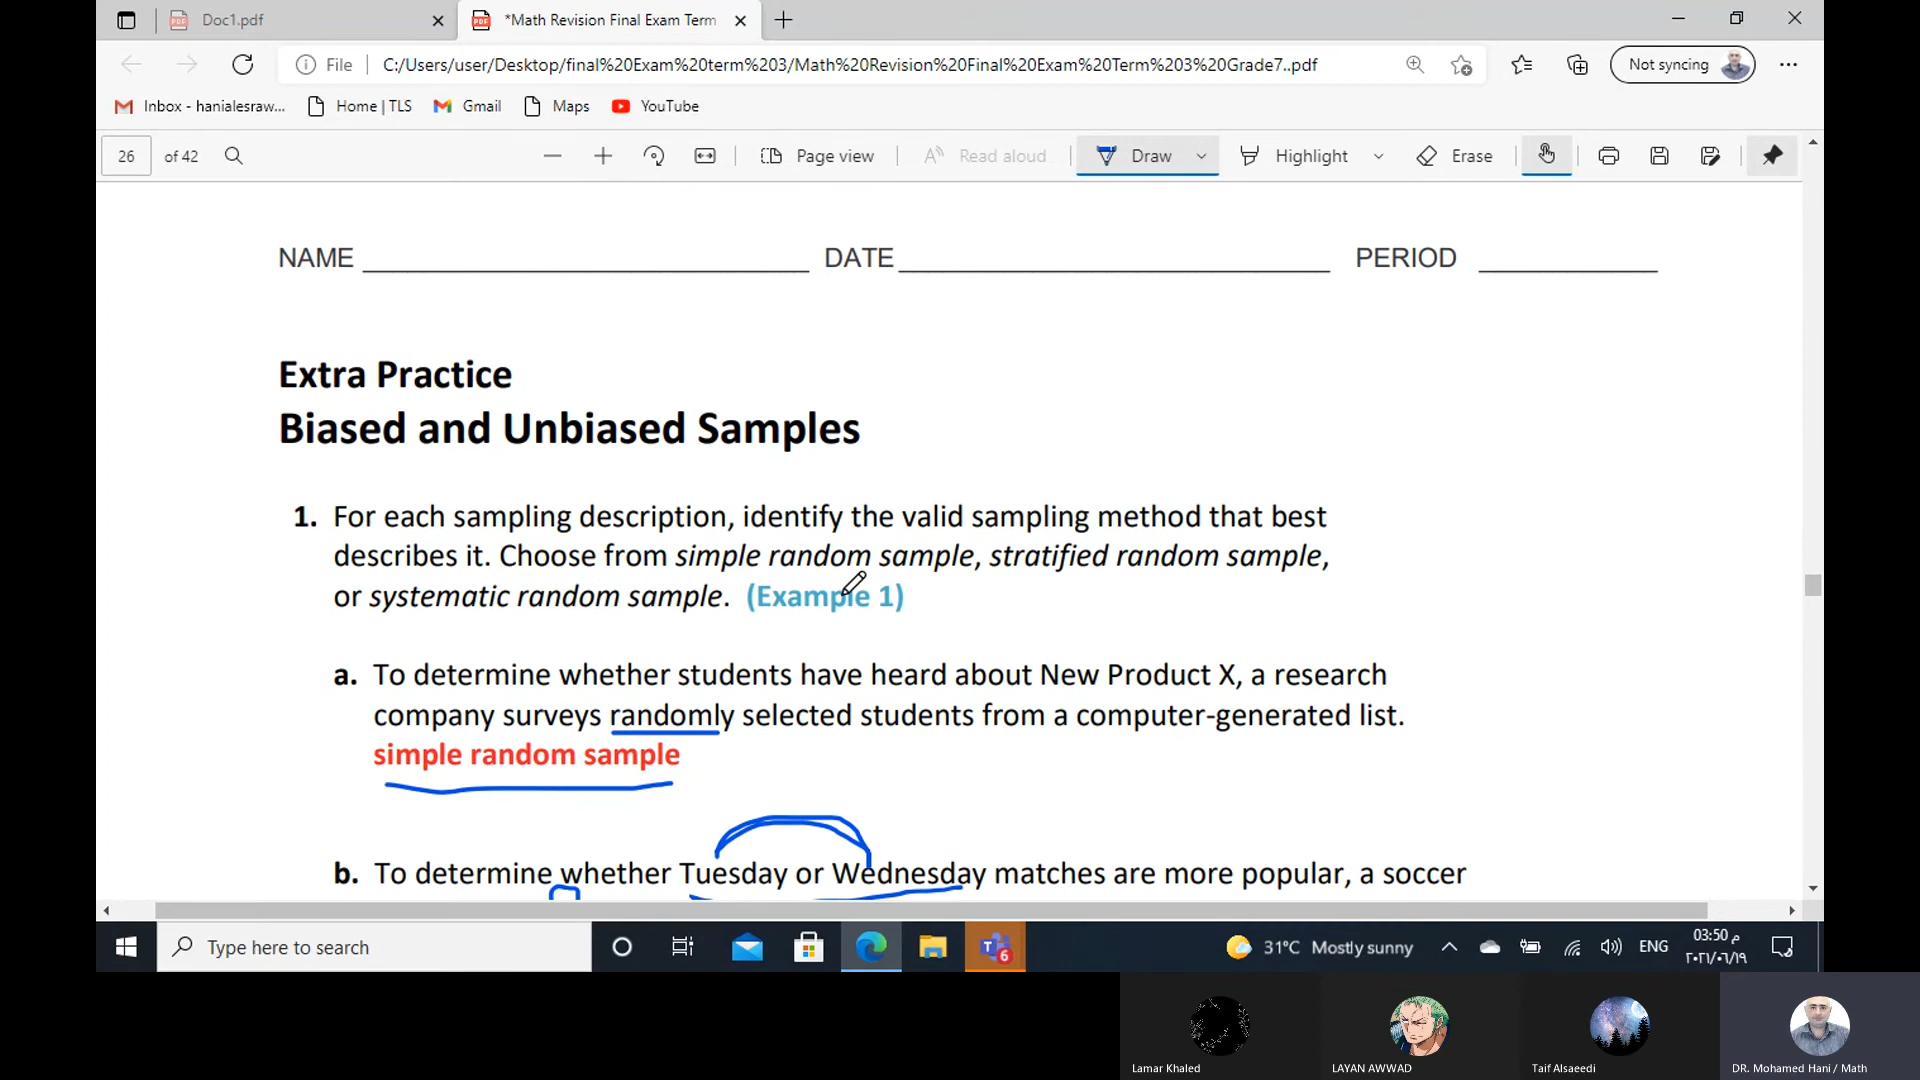 Doc1.pdf
*Math Revision Final Exam Term
File
C:/Users/user/Desktop/final%20Exam%20term%203/Math%20Revision%20Final%20Exam%20Term%203%20Grade7..pdf
Not syncing
Inbox - hanialesraw...
Home | TLS
Gmail
Maps
YouTube
26 of 42
Page view
Read aloud
Draw
Highlight
Erase
NAME DATE PERIOD
Extra Practice
Biased and Unbiased Samples
1. For each sampling description, identify the valid sampling method that best
describes it. Choose from simple random sample, stratified random sample,
or systematic random sample. (Example 1)
a. To determine whether students have heard about New Product X, a research
company surveys randomly selected students from a computer-generated list.
simple random sample
b. To determine whether Tuesday or Wednesday matches are more popular, a soccer
Type here to search
6
31°C Mostly sunny
ENG
03:50 م
٢٠٢١/٠٦/١٩
Lamar Khaled
LAYAN AWWAD
Taif Alsaeedi
DR. Mohamed Hani / Math